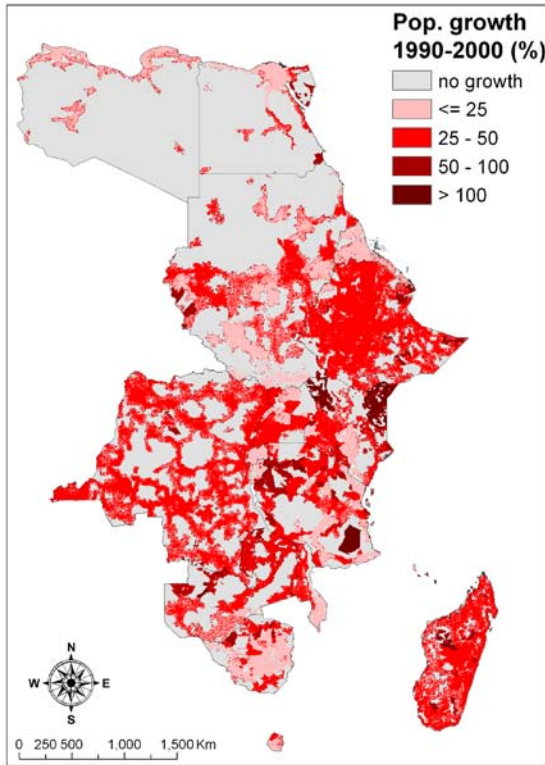 Pop. growth
1990-2000 (%)
no growth
<= 25
25 - 50
50 - 100
> 100
N
W E
S
0 250 500 1,000 1,500 Km